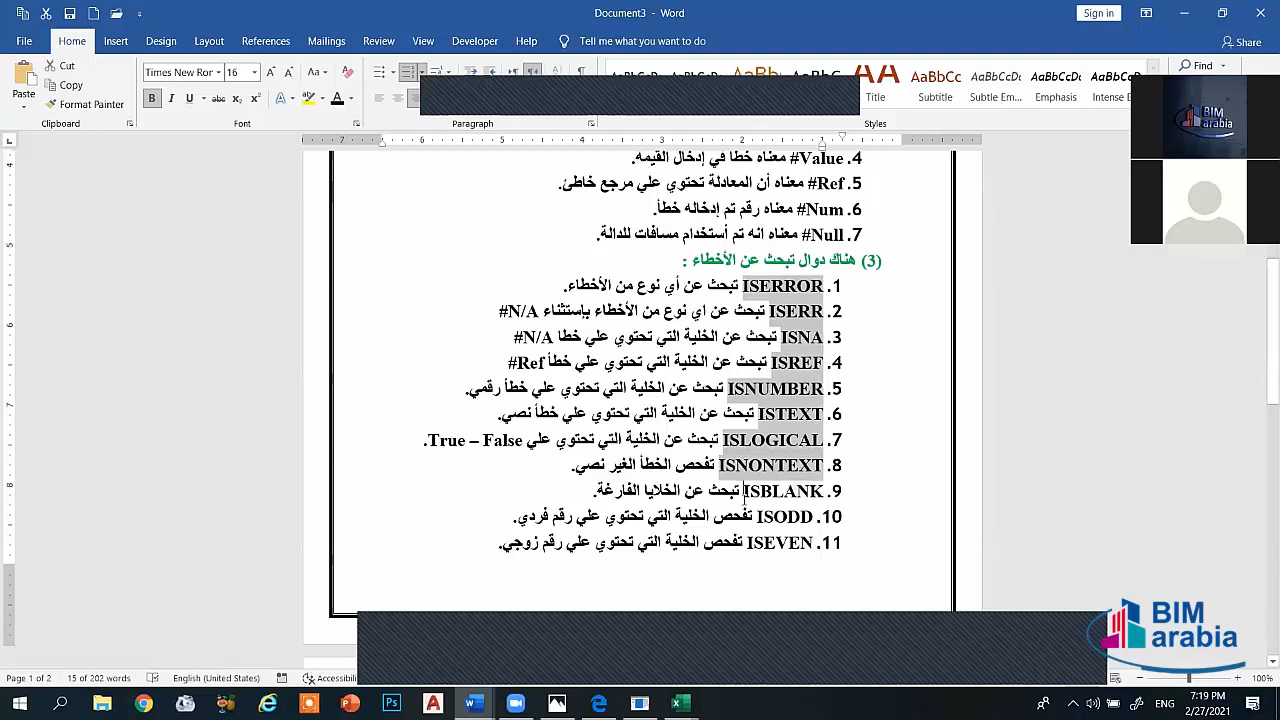 Document3 - Word
Sign in
File Home Insert Design Layout References Mailings Review View Developer Help Tell me what you want to do
Share
Paste
Cut
Copy
Format Painter
Times New Ror 16
Clipboard
Font
Paragraph
Styles
Title
AaBbCc Subtitle
Subtle Em...
Emphasis
Intense E
Find
BIM arabia
4. Value# معناه خطأ في إدخال القيمه.
5. Ref# معناه أن المعادلة تحتوي علي مرجع خاطئ.
6. Num# معناه رقم تم إدخاله خطأ.
7. Null# معناه انه تم أستخدام مسافات للدالة.
(3) هناك دوال تبحث عن الأخطاء :
1. ISERROR تبحث عن أي نوع من الأخطاء.
2. ISERR تبحث عن اي نوع من الأخطاء بإستثناء N/A#
3. ISNA تبحث عن الخلية التي تحتوي علي خطا N/A#
4. ISREF تبحث عن الخلية التي تحتوي علي خطأ Ref#
5. ISNUMBER تبحث عن الخلية التي تحتوي علي خطأ رقمي.
6. ISTEXT تبحث عن الخلية التي تحتوي علي خطأ نصي.
7. ISLOGICAL تبحث عن الخلية التي تحتوي علي True – False.
8. ISNONTEXT تفحص الخطأ الغير نصي.
9. ISBLANK تبحث عن الخلايا الفارغة.
10. ISODD تفحص الخلية التي تحتوي علي رقم فردي.
11. ISEVEN تفحص الخلية التي تحتوي علي رقم زوجي.
BIM
arabia
Page 1 of 2 15 of 202 words English (United States) Accessibili 100%
ENG
7:19 PM
2/27/2021